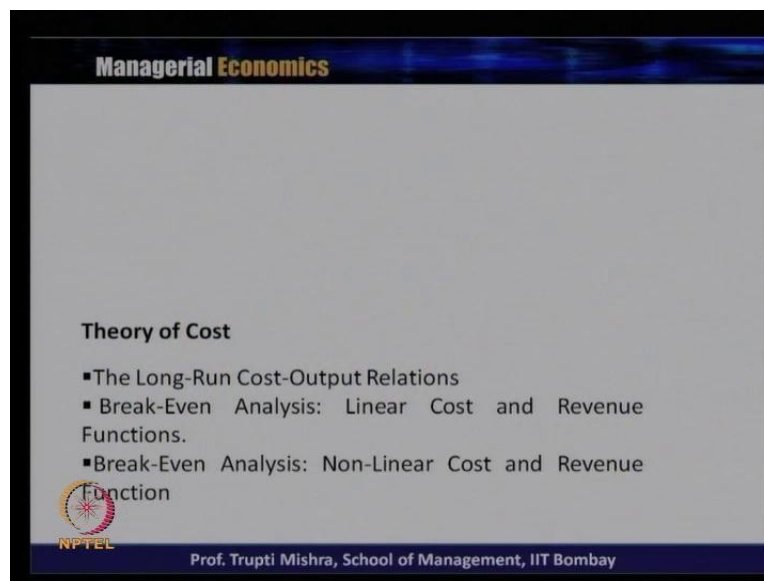 Managerial Economics
Theory of Cost
▪The Long-Run Cost-Output Relations
▪ Break-Even Analysis: Linear Cost and Revenue
Functions.
▪Break-Even Analysis: Non-Linear Cost and Revenue
Function
NPTEL
Prof. Trupti Mishra, School of Management, IIT Bombay